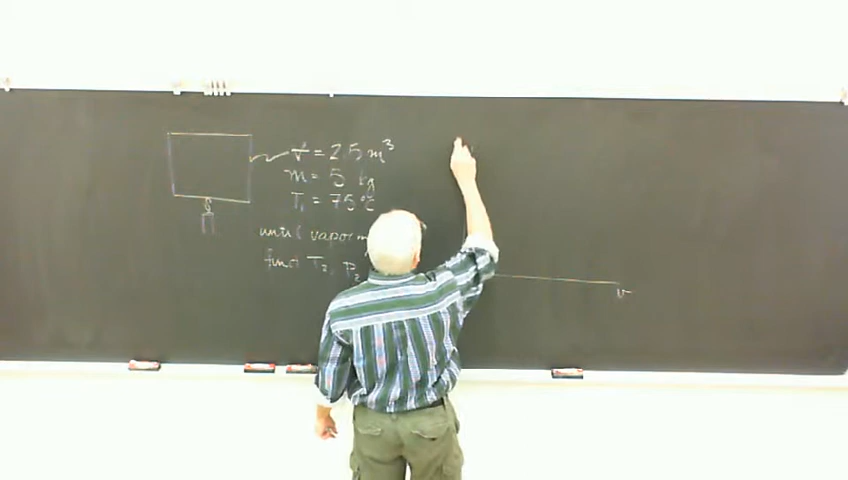 V = 2.5 m³
m = 5 kg
T₁ = 75 °C
until vapor
find T₂, P₂
v